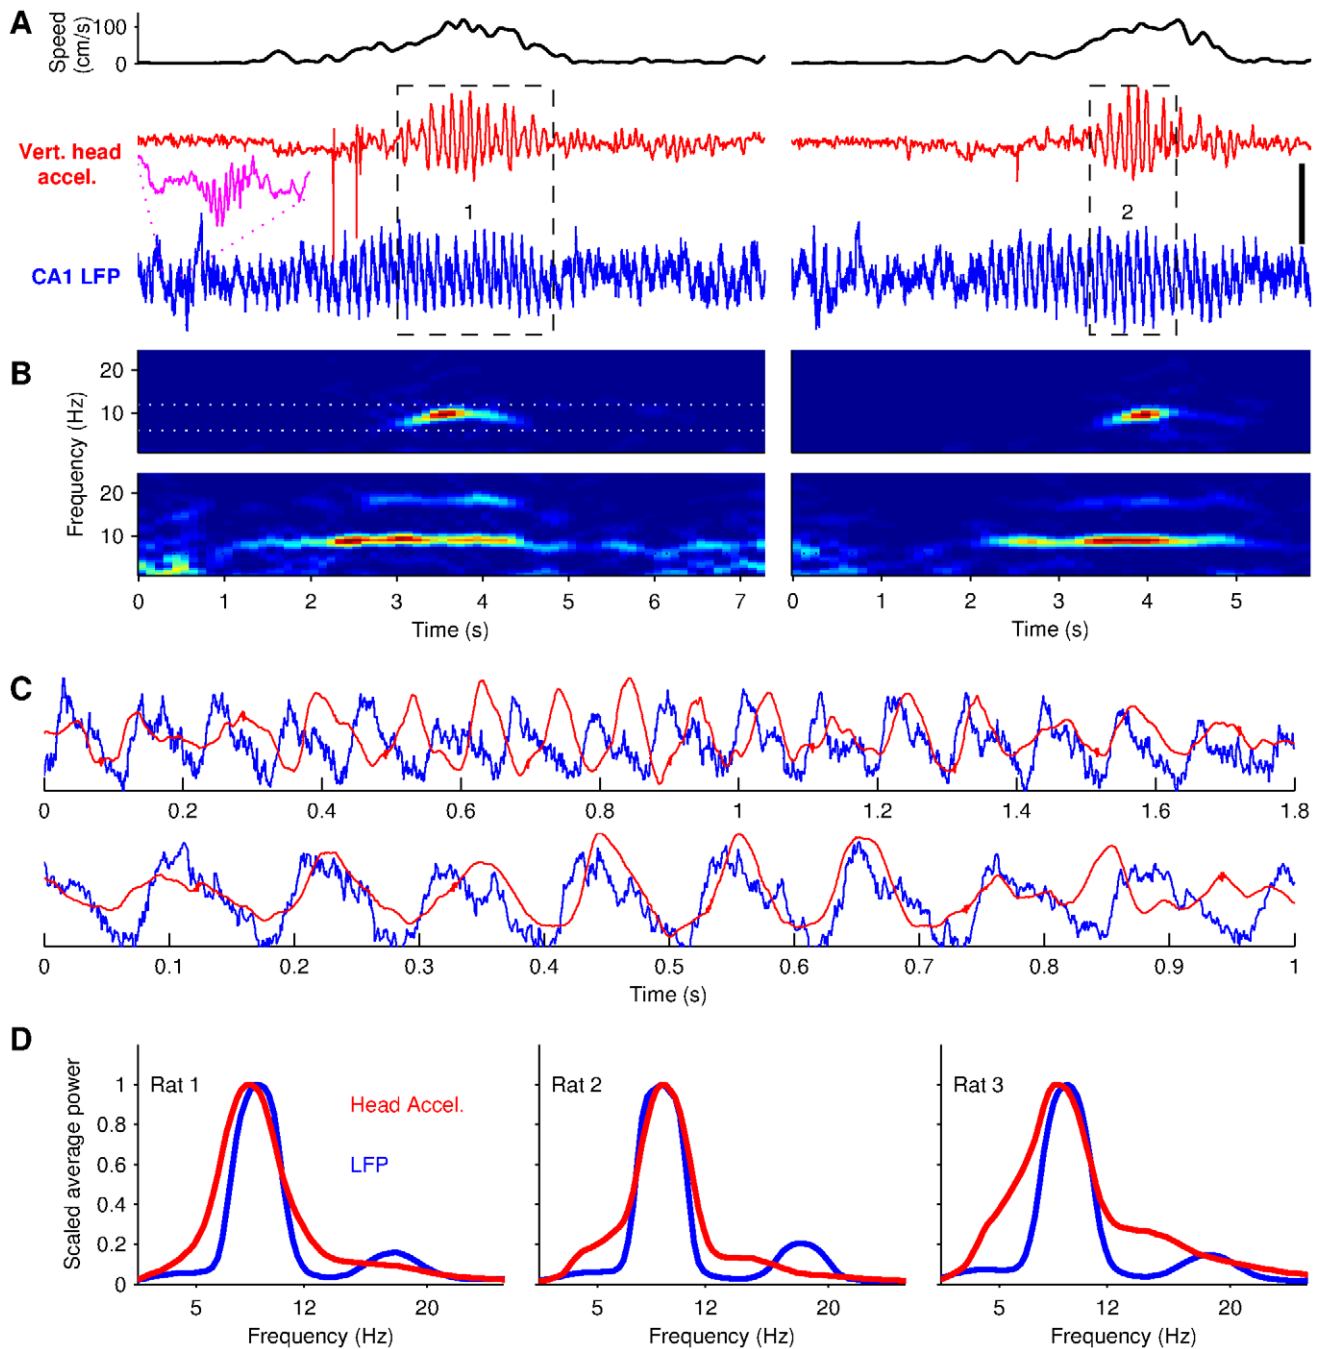 A
Speed
(cm/s)
100
0
Vert. head
accel.
1
2
CA1 LFP
B
Frequency (Hz)
20
10
20
10
0 1 2 3 4 5 6 7
0 1 2 3 4 5
Time (s)
Time (s)
C
0 0.2 0.4 0.6 0.8 1 1.2 1.4 1.6 1.8
0 0.1 0.2 0.3 0.4 0.5 0.6 0.7 0.8 0.9 1
Time (s)
D
Scaled average power
1
0.8
0.6
0.4
0.2
0
Rat 1
Head Accel.
LFP
Rat 2
Rat 3
5 12 20
5 12 20
5 12 20
Frequency (Hz)
Frequency (Hz)
Frequency (Hz)